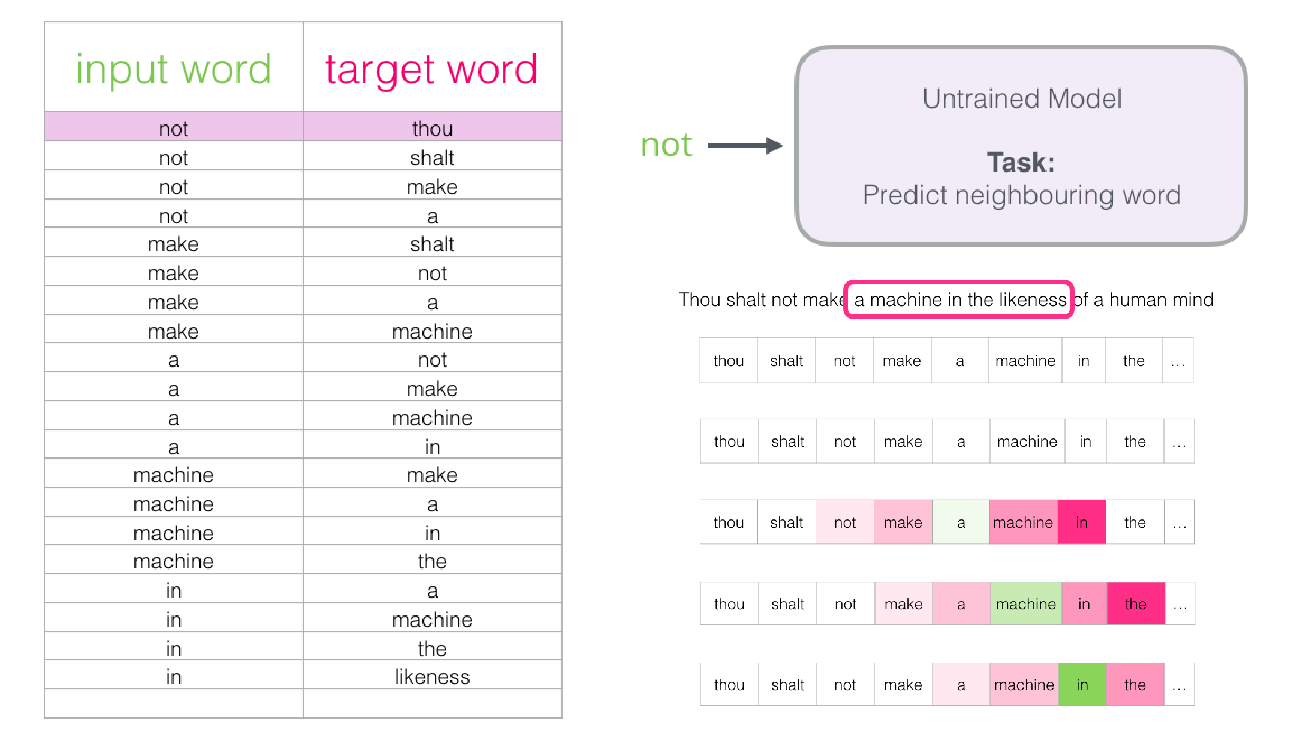 input word target word
not thou
not shalt
not make
not a
make shalt
make not
make a
make machine
a not
a make
a machine
a in
machine make
machine a
machine in
machine the
in a
in machine
in the
in likeness
not
Untrained Model
Task:
Predict neighbouring word
Thou shalt not make a machine in the likeness of a human mind
thou shalt not make a machine in the ...
thou shalt not make a machine in the ...
thou shalt not make a machine in the ...
thou shalt not make a machine in the ...
thou shalt not make a machine in the ...